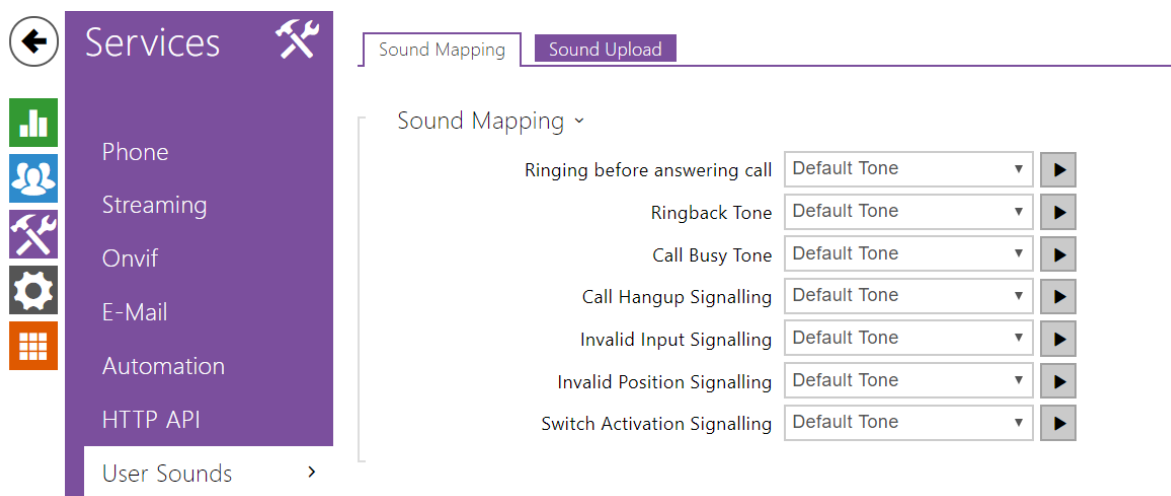 Services
Phone
Streaming
Onvif
E-Mail
Automation
HTTP API
User Sounds
Sound Mapping
Sound Upload
Sound Mapping
Ringing before answering call Default Tone
Ringback Tone Default Tone
Call Busy Tone Default Tone
Call Hangup Signalling Default Tone
Invalid Input Signalling Default Tone
Invalid Position Signalling Default Tone
Switch Activation Signalling Default Tone